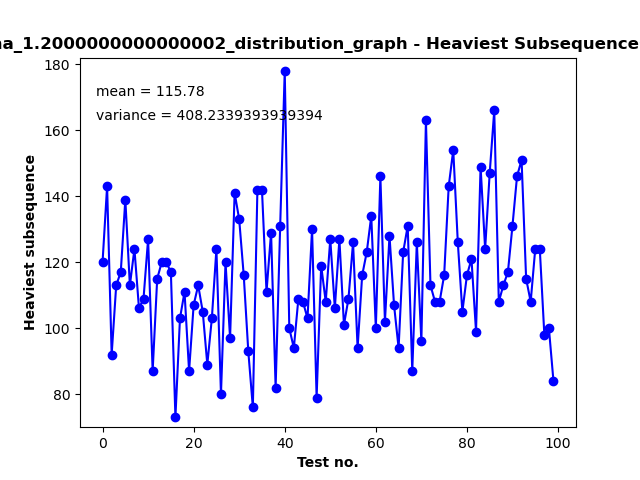 na_1.2000000000000002_distribution_graph - Heaviest Subsequence
mean = 115.78
variance = 408.2339393939394
180
160
140
120
100
80
Heaviest subsequence
0 20 40 60 80 100
Test no.